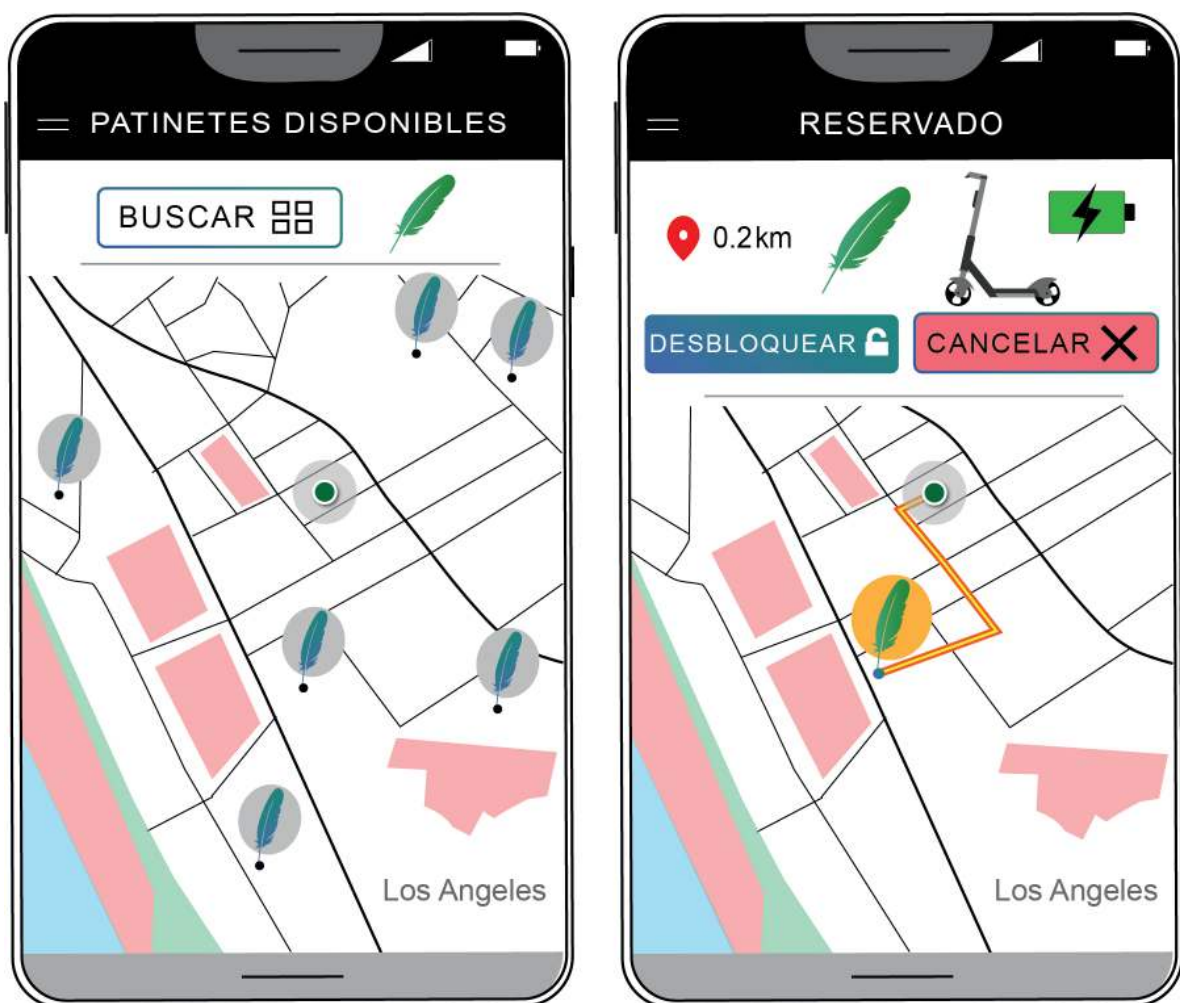 PATINETES DISPONIBLES
BUSCAR
Los Angeles
RESERVADO
0.2km
DESBLOQUEAR
CANCELAR
Los Angeles